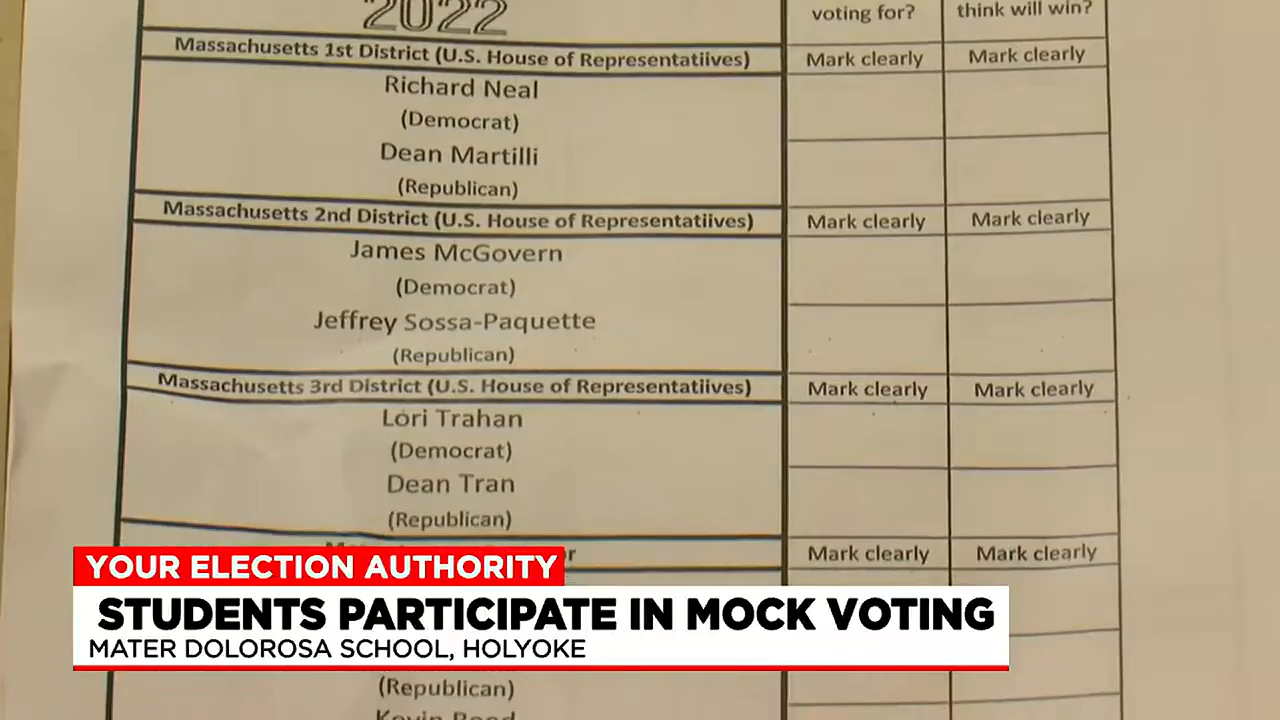 2022
voting for?
think will win?
Massachusetts 1st District (U.S. House of Representatiives)
Mark clearly
Mark clearly
Richard Neal
(Democrat)
Dean Martilli
(Republican)
Massachusetts 2nd District (U.S. House of Representatiives)
Mark clearly
Mark clearly
James McGovern
(Democrat)
Jeffrey Sossa-Paquette
(Republican)
Massachusetts 3rd District (U.S. House of Representatiives)
Mark clearly
Mark clearly
Lori Trahan
(Democrat)
Dean Tran
(Republican)
Mark clearly
Mark clearly
YOUR ELECTION AUTHORITY
STUDENTS PARTICIPATE IN MOCK VOTING
MATER DOLOROSA SCHOOL, HOLYOKE
(Republican)
Kevin Reed